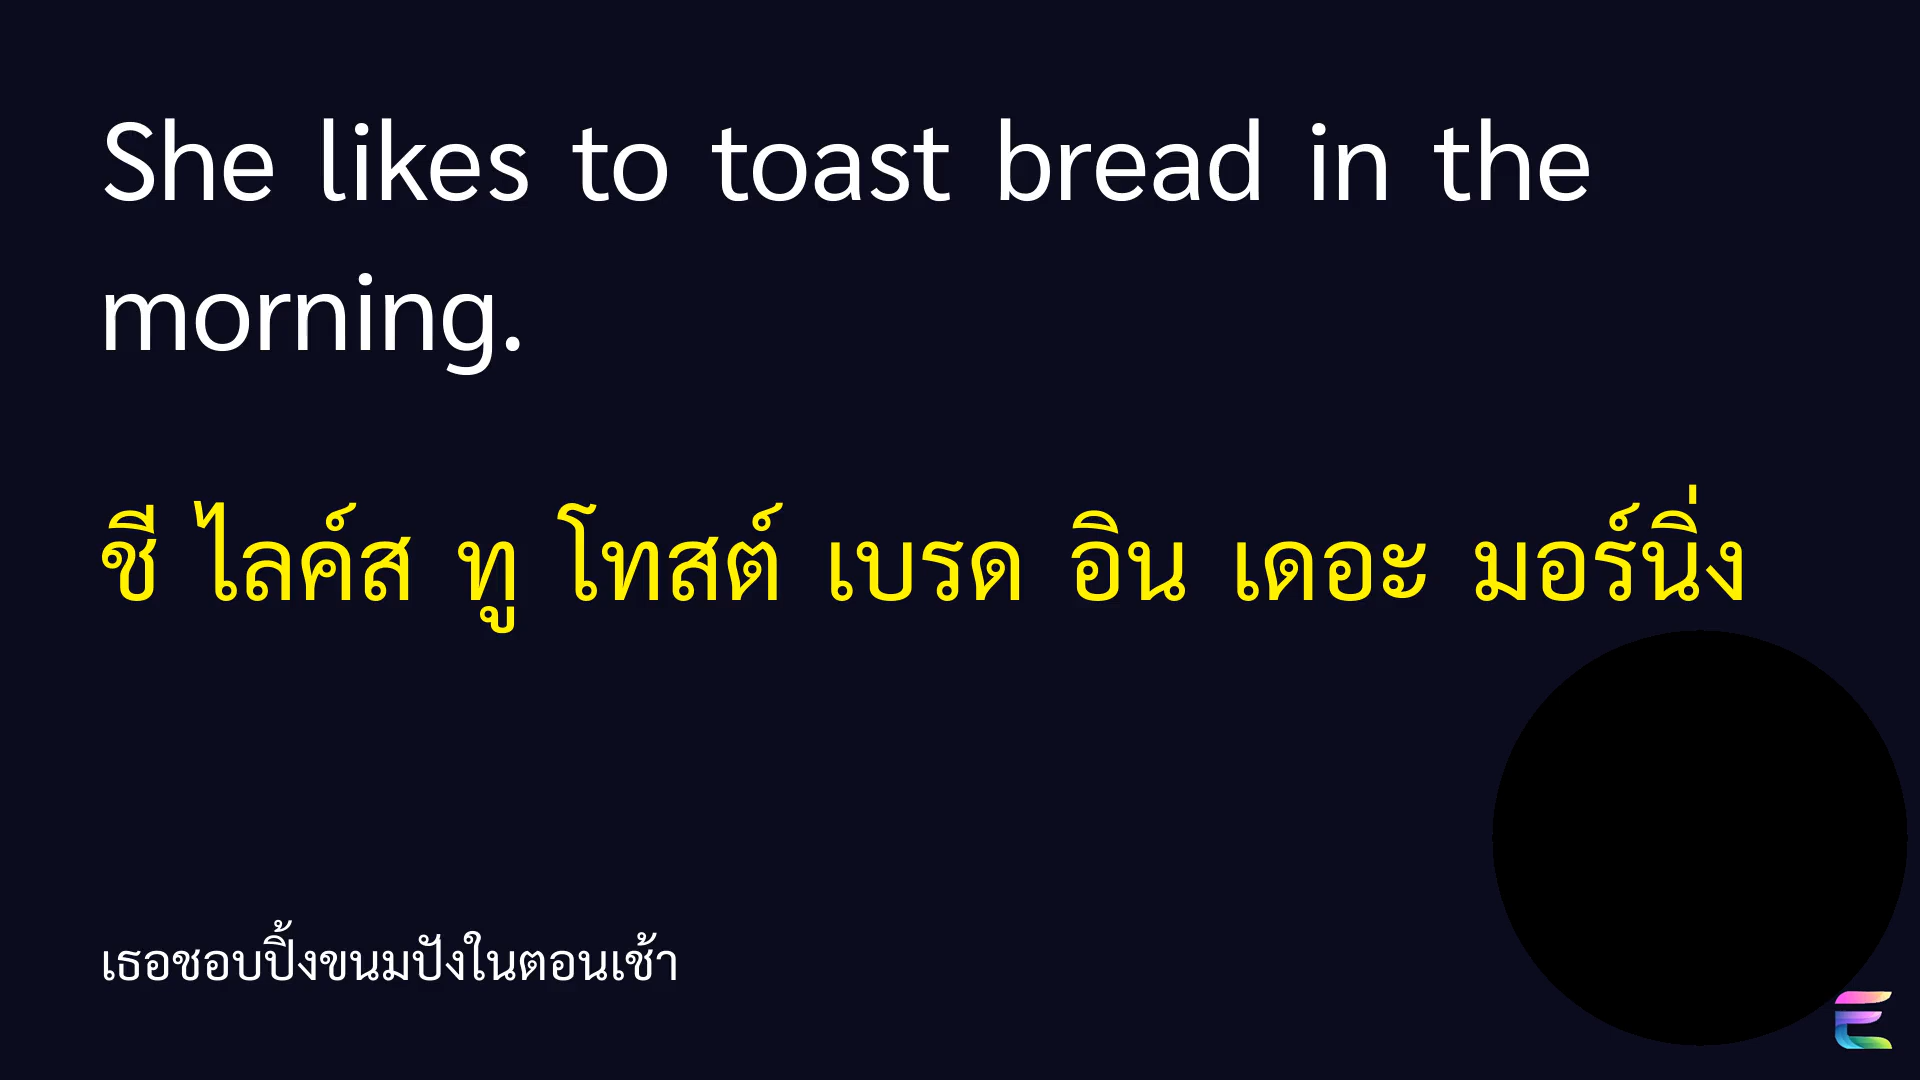 She likes to toast bread in the
morning.
ชี ไลค์ส ทู โทสต์ เบรด อิน เดอะ มอร์นิ่ง
เธอชอบปิ้งขนมปังในตอนเช้า